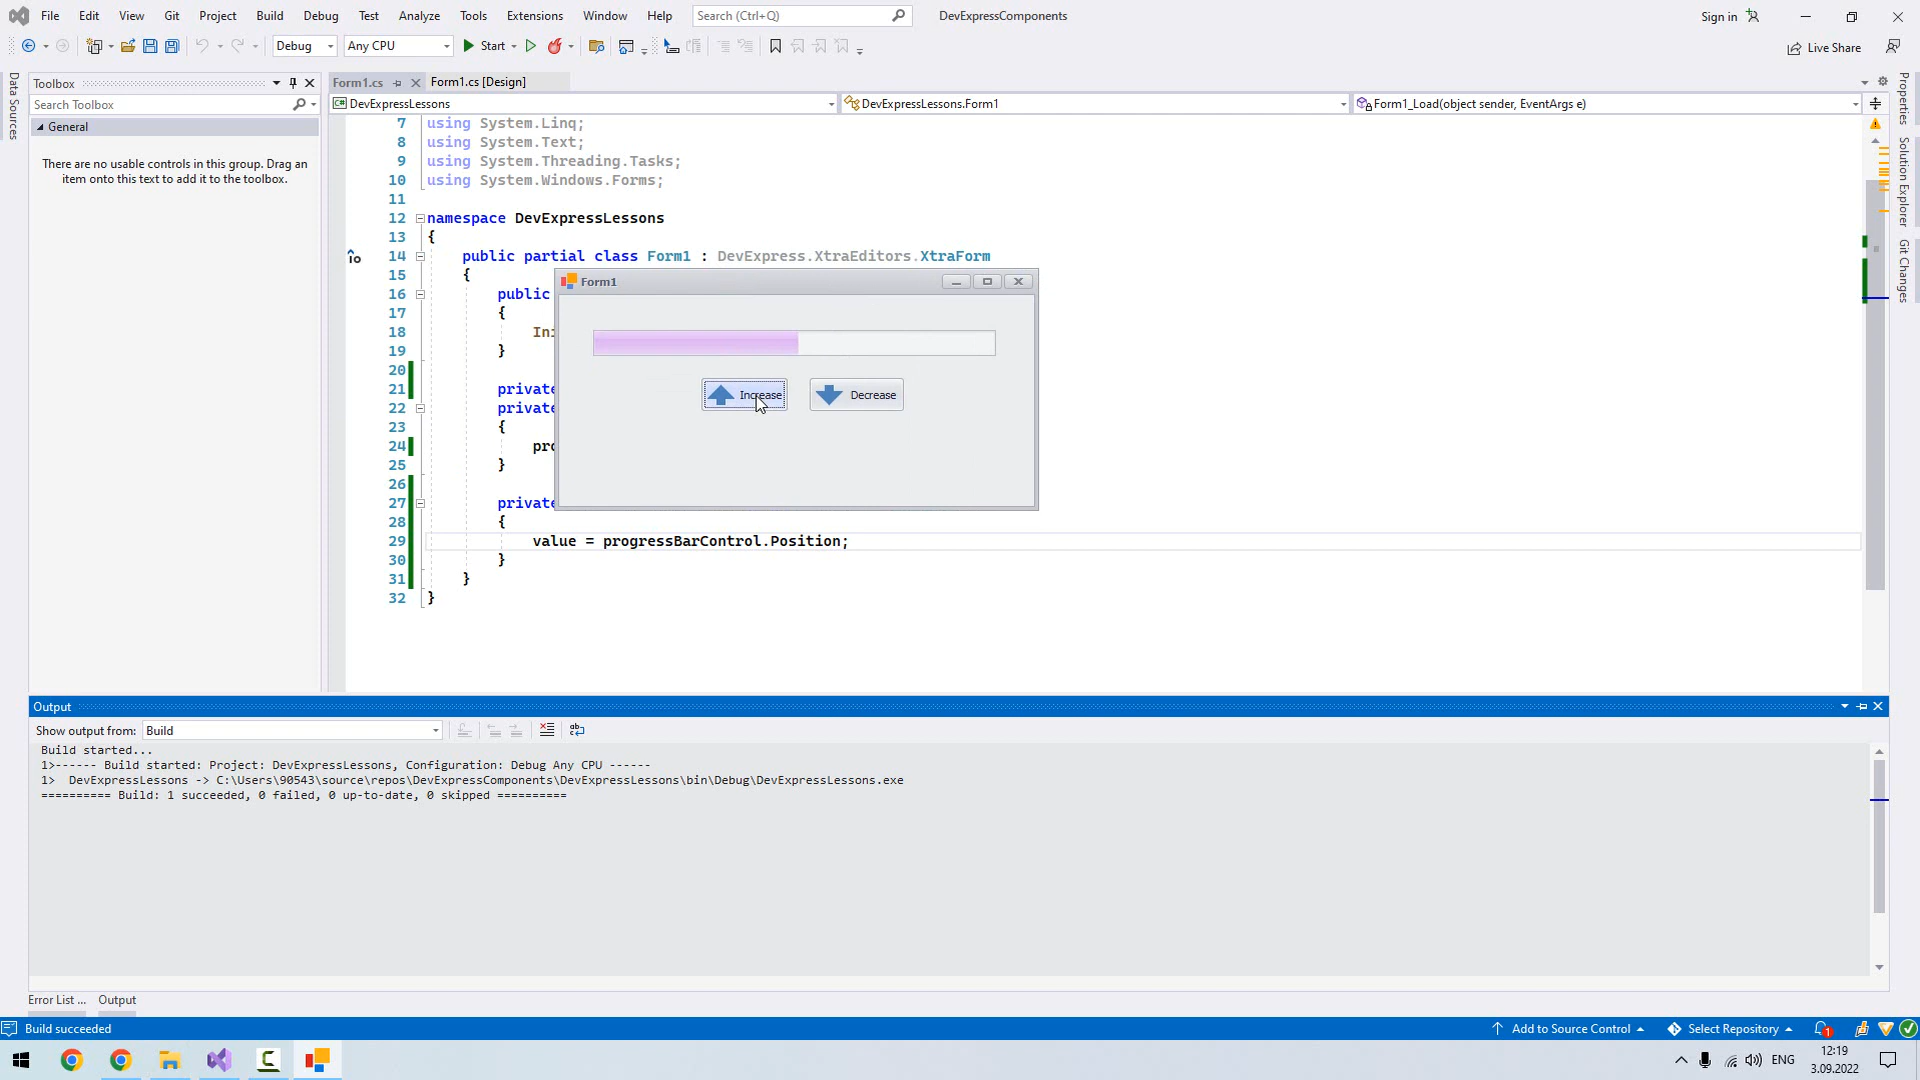 File Edit View Git Project Build Debug Test Analyze Tools Extensions Window Help Search (Ctrl+Q) DevExpressComponents Sign in
Debug Any CPU Start Live Share
Data Sources
Toolbox
Search Toolbox
General
There are no usable controls in this group. Drag an
item onto this text to add it to the toolbox.
Form1.cs Form1.cs [Design]
DevExpressLessons DevExpressLessons.Form1 Form1_Load(object sender, EventArgs e)
7 using System.Linq;
8 using System.Text;
9 using System.Threading.Tasks;
10 using System.Windows.Forms;
11
12 namespace DevExpressLessons
13 {
14 public partial class Form1 : DevExpress.XtraEditors.XtraForm
15 {
16 public
17 {
18 Ini
19 }
20
21 private
22 private
23 {
24 pro
25 }
26
27 private
28 {
29 value = progressBarControl.Position;
30 }
31 }
32 }
Form1
Increase Decrease
Properties
Solution Explorer
Git Changes
Output
Show output from: Build
Build started...
1>------ Build started: Project: DevExpressLessons, Configuration: Debug Any CPU ------
1>  DevExpressLessons -> C:\Users\90543\source\repos\DevExpressComponents\DevExpressLessons\bin\Debug\DevExpressLessons.exe
========== Build: 1 succeeded, 0 failed, 0 up-to-date, 0 skipped ==========
Error List ... Output
Build succeeded Add to Source Control Select Repository 1
ENG 12:19
3.09.2022